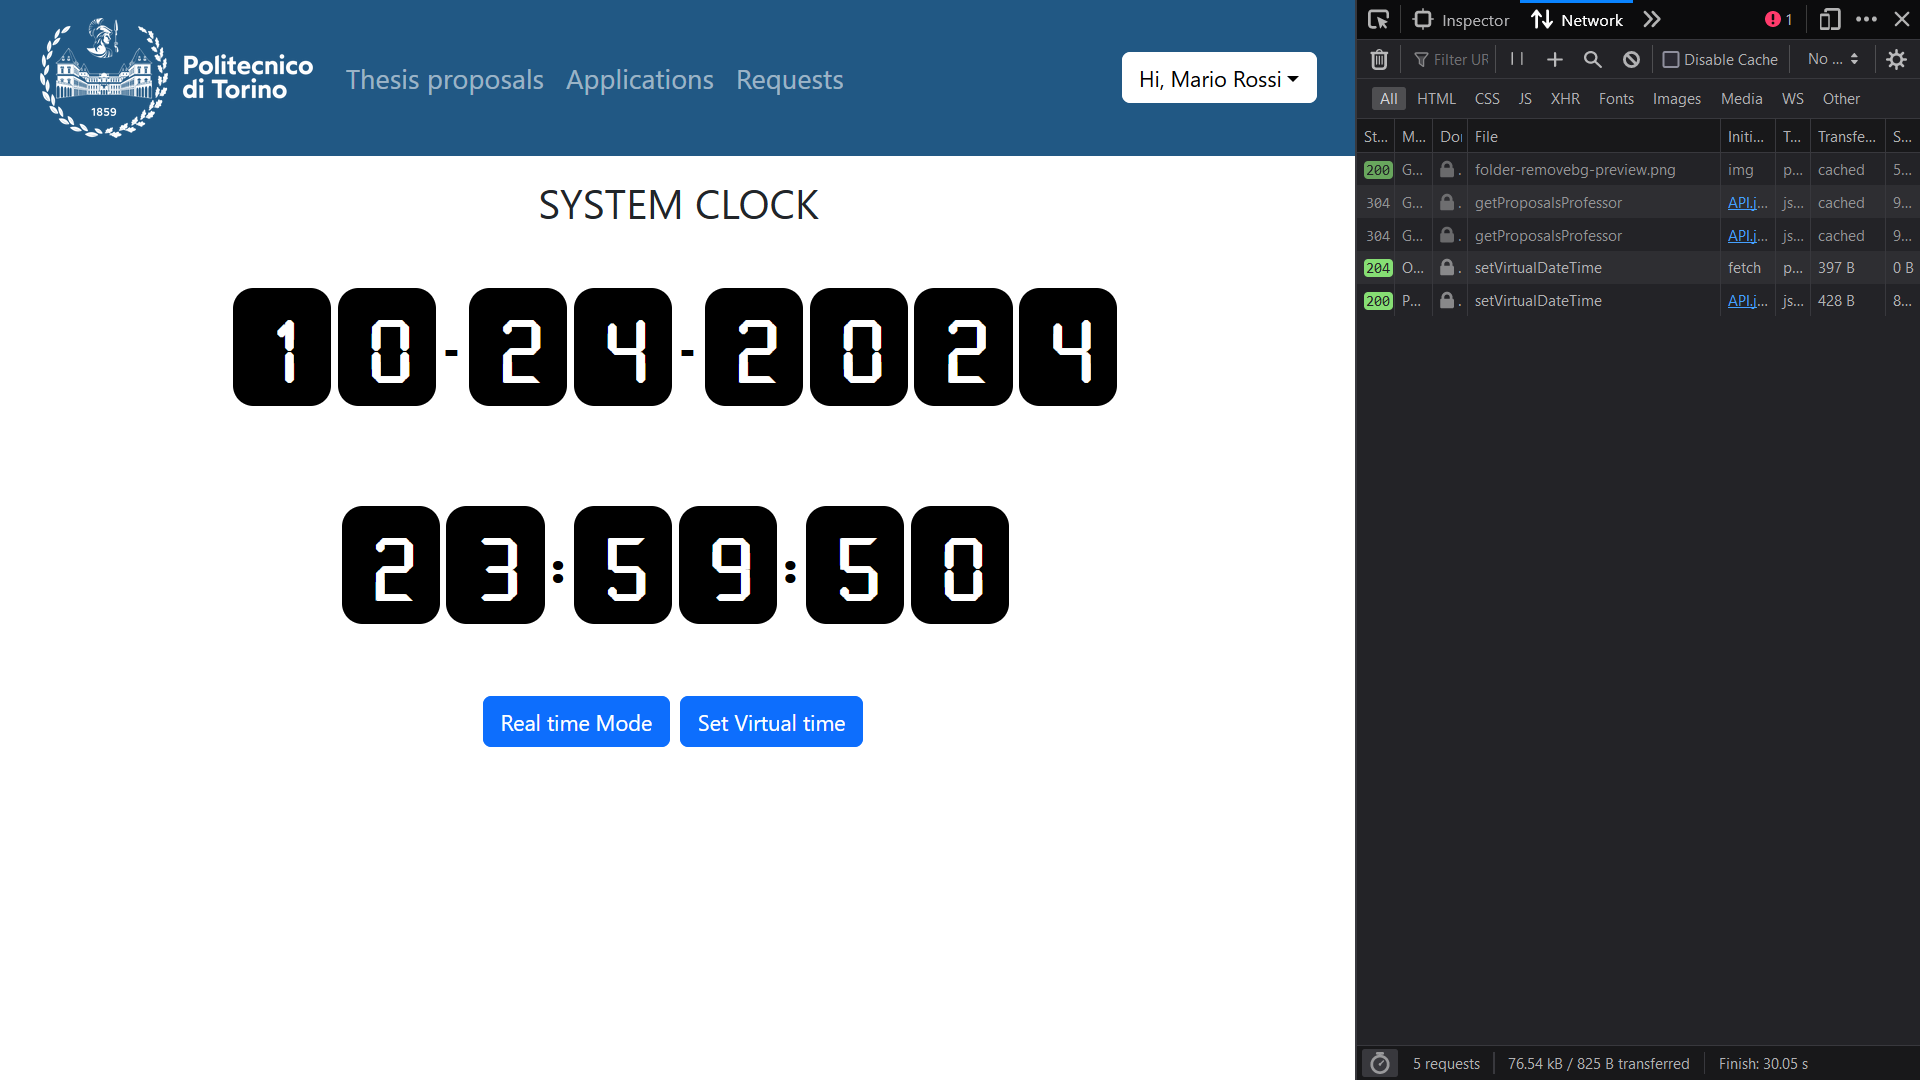 Politecnico
di Torino
1859
Thesis proposals Applications Requests
Hi, Mario Rossi
SYSTEM CLOCK
10-24-2024
23:59:50
Real time Mode Set Virtual time
Inspector Network 1
Filter UR Disable Cache No ...
All HTML CSS JS XHR Fonts Images Media WS Other
St... M... Doi File Initi... T... Transfe... S...
200 G... . folder-removebg-preview.png img p... cached 5...
304 G... . getProposalsProfessor API.j... js... cached 9...
304 G... . getProposalsProfessor API.j... js... cached 9...
204 O... . setVirtualDateTime fetch p... 397 B 0 B
200 P... . setVirtualDateTime API.j... js... 428 B 8...
5 requests 76.54 kB / 825 B transferred Finish: 30.05 s